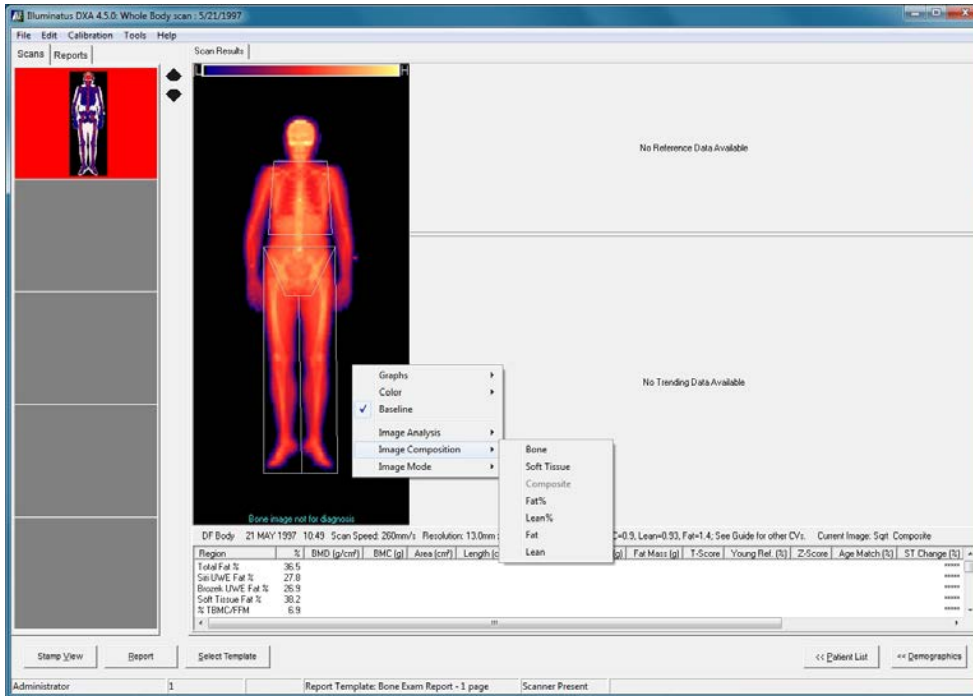 Illuminatus DXA 4.5.0: Whole Body scan : 5/21/1997
File Edit Calibration Tools Help
Scans Reports
Scan Results
L H
No Reference Data Available
No Trending Data Available
Graphs
Color
Baseline
Image Analysis
Image Composition
Image Mode
Bone
Soft Tissue
Composite
Fat%
Lean%
Fat
Lean
Bone image not for diagnosis
DF Body 21 MAY 1997 10:49 Scan Speed: 260mm/s Resolution: 13.0mm C=0.9, Lean=0.93, Fat=1.4; See Guide for other CVs. Current Image: Sqrt Composite
Region % BMD (g/cm²) BMC (g) Area (cm²) Length (c (g) Fat Mass (g) T-Score Young Ref. (%) Z-Score Age Match (%) ST Change (%)
Total Fat % 36.5 *****
Siri UWE Fat % 27.8 *****
Brozek UWE Fat % 26.9 *****
Soft Tissue Fat % 38.2 *****
% TBMC/FFM 6.9 *****
Stamp View Report Select Template << Patient List << Demographics
Administrator 1 Report Template: Bone Exam Report - 1 page Scanner Present